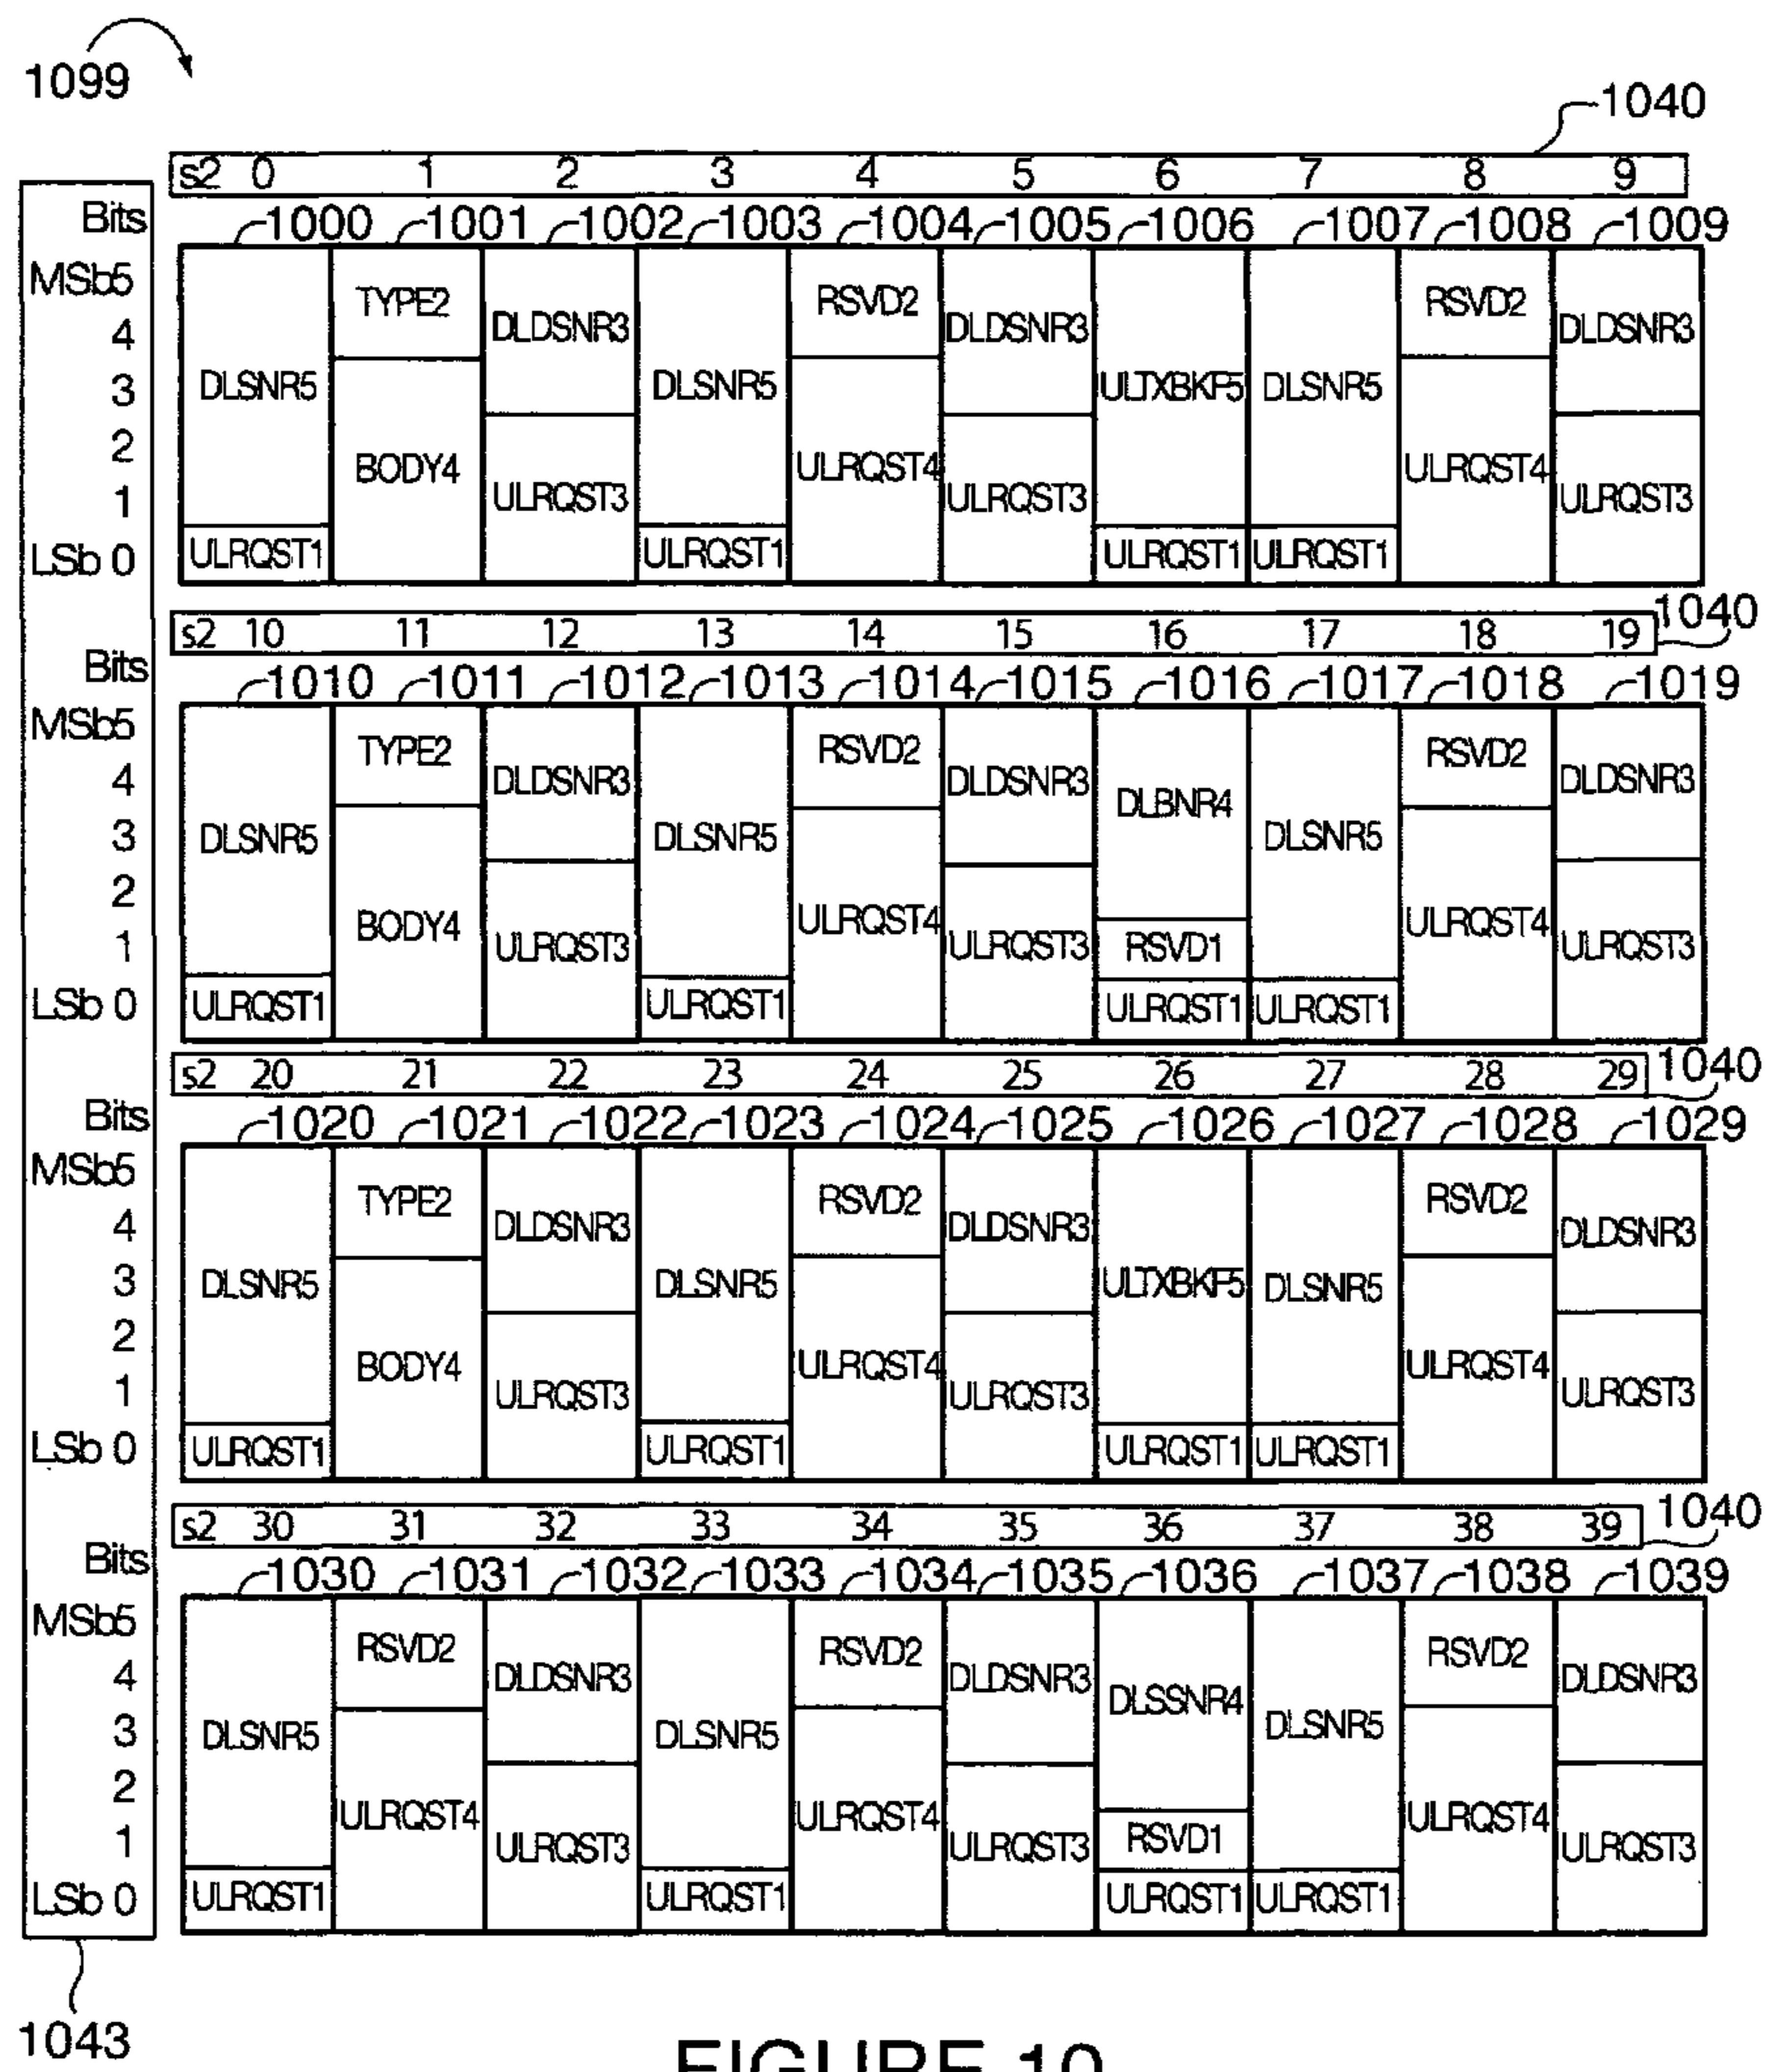 1099
1040
s2 0 1 2 3 4 5 6 7 8 9
Bits 1000 1001 1002 1003 1004 1005 1006 1007 1008 1009
MSb5 TYPE2 RSVD2 RSVD2
4 DLDSNR3 DLDSNR3 DLDSNR3
3 DLSNR5 DLSNR5 ULTXBKF5 DLSNR5
2 BODY4 ULRQST4 ULRQST4
1 ULRQST3 ULRQST3 ULRQST3
LSb 0 ULRQST1 ULRQST1 ULRQST1 ULRQST1
s2 10 11 12 13 14 15 16 17 18 19 1040
Bits 1010 1011 1012 1013 1014 1015 1016 1017 1018 1019
MSb5 TYPE2 RSVD2 RSVD2
4 DLDSNR3 DLDSNR3 DLBNR4 DLDSNR3
3 DLSNR5 DLSNR5 DLSNR5
2 BODY4 ULRQST4 ULRQST4
1 ULRQST3 ULRQST3 RSVD1 ULRQST3
LSb 0 ULRQST1 ULRQST1 ULRQST1 ULRQST1
s2 20 21 22 23 24 25 26 27 28 29 1040
Bits 1020 1021 1022 1023 1024 1025 1026 1027 1028 1029
MSb5 TYPE2 RSVD2 RSVD2
4 DLDSNR3 DLDSNR3 DLDSNR3
3 DLSNR5 DLSNR5 ULTXBKF5 DLSNR5
2 BODY4 ULRQST4 ULRQST4
1 ULRQST3 ULRQST3 ULRQST3
LSb 0 ULRQST1 ULRQST1 ULRQST1 ULRQST1
s2 30 31 32 33 34 35 36 37 38 39 1040
Bits 1030 1031 1032 1033 1034 1035 1036 1037 1038 1039
MSb5 RSVD2 RSVD2 RSVD2
4 DLDSNR3 DLDSNR3 DLSSNR4 DLDSNR3
3 DLSNR5 DLSNR5 DLSNR5
2 ULRQST4 ULRQST4 ULRQST4
1 ULRQST3 ULRQST3 RSVD1 ULRQST3
LSb 0 ULRQST1 ULRQST1 ULRQST1 ULRQST1
1043
FIGURE 10